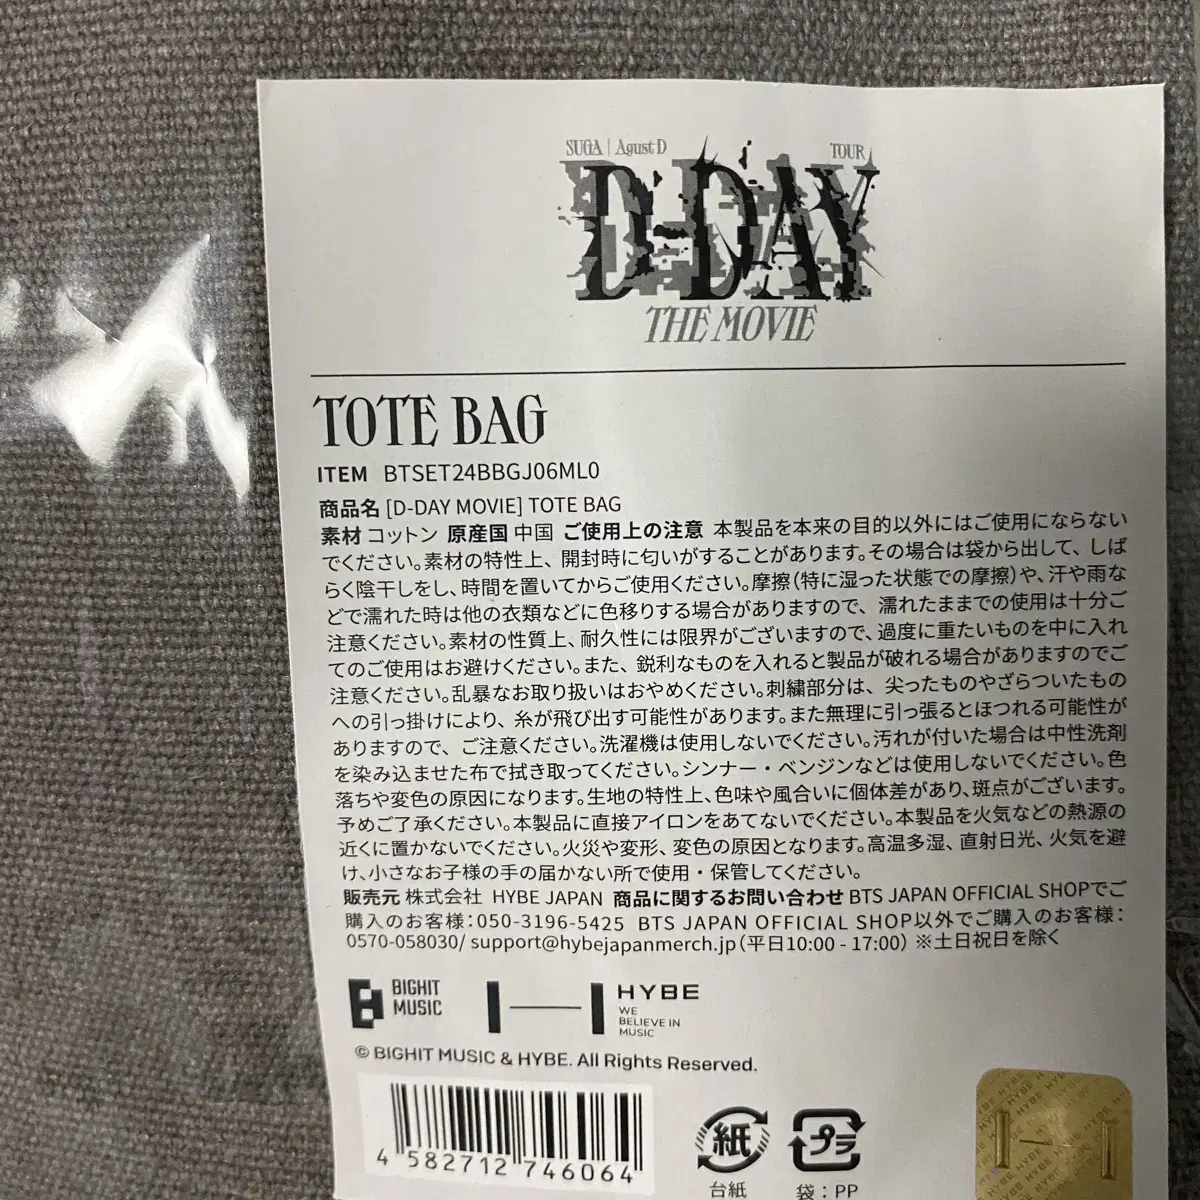 SUGA | Agust D TOUR
D-DAY
THE MOVIE
TOTE BAG
ITEM BTSET24BBGJ06ML0
商品名 [D-DAY MOVIE] TOTE BAG
素材 コットン 原産国 中国 ご使用上の注意 本製品を本来の目的以外にはご使用にならない
でください。素材の特性上、開封時に匂いがすることがあります。その場合は袋から出して、しば
らく陰干しをし、時間を置いてからご使用ください。摩擦（特に湿った状態での摩擦）や、汗や雨な
どで濡れた時は他の衣類などに色移りする場合がありますので、濡れたままでの使用は十分ご
注意ください。素材の性質上、耐久性には限界がございますので、過度に重たいものを中に入れ
てのご使用はお避けください。また、鋭利なものを入れると製品が破れる場合がありますのでご
注意ください。乱暴なお取り扱いはおやめください。刺繍部分は、尖ったものやざらついたもの
への引っ掛けにより、糸が飛び出す可能性があります。また無理に引っ張るとほつれる可能性が
ありますので、ご注意ください。洗濯機は使用しないでください。汚れが付いた場合は中性洗剤
を染み込ませた布で拭き取ってください。シンナー・ベンジンなどは使用しないでください。色
落ちや変色の原因になります。生地の特性上、色味や風合いに個体差があり、斑点がございます。
予めご了承ください。本製品に直接アイロンをあてないでください。本製品を火気などの熱源の
近くに置かないでください。火災や変形、変色の原因となります。高温多湿、直射日光、火気を避
け、小さなお子様の手の届かない所で使用・保管してください。
販売元 株式会社 HYBE JAPAN 商品に関するお問い合わせ BTS JAPAN OFFICIAL SHOPでご
購入のお客様：050-3196-5425 BTS JAPAN OFFICIAL SHOP以外でご購入のお客様：
0570-058030/ support@hybejapanmerch.jp（平日10:00 - 17:00）※土日祝日を除く
BIGHIT
MUSIC
HYBE
WE
BELIEVE IN
MUSIC
© BIGHIT MUSIC & HYBE. All Rights Reserved.
4 582712 746064
紙
台紙
プラ
袋：PP
HYBE